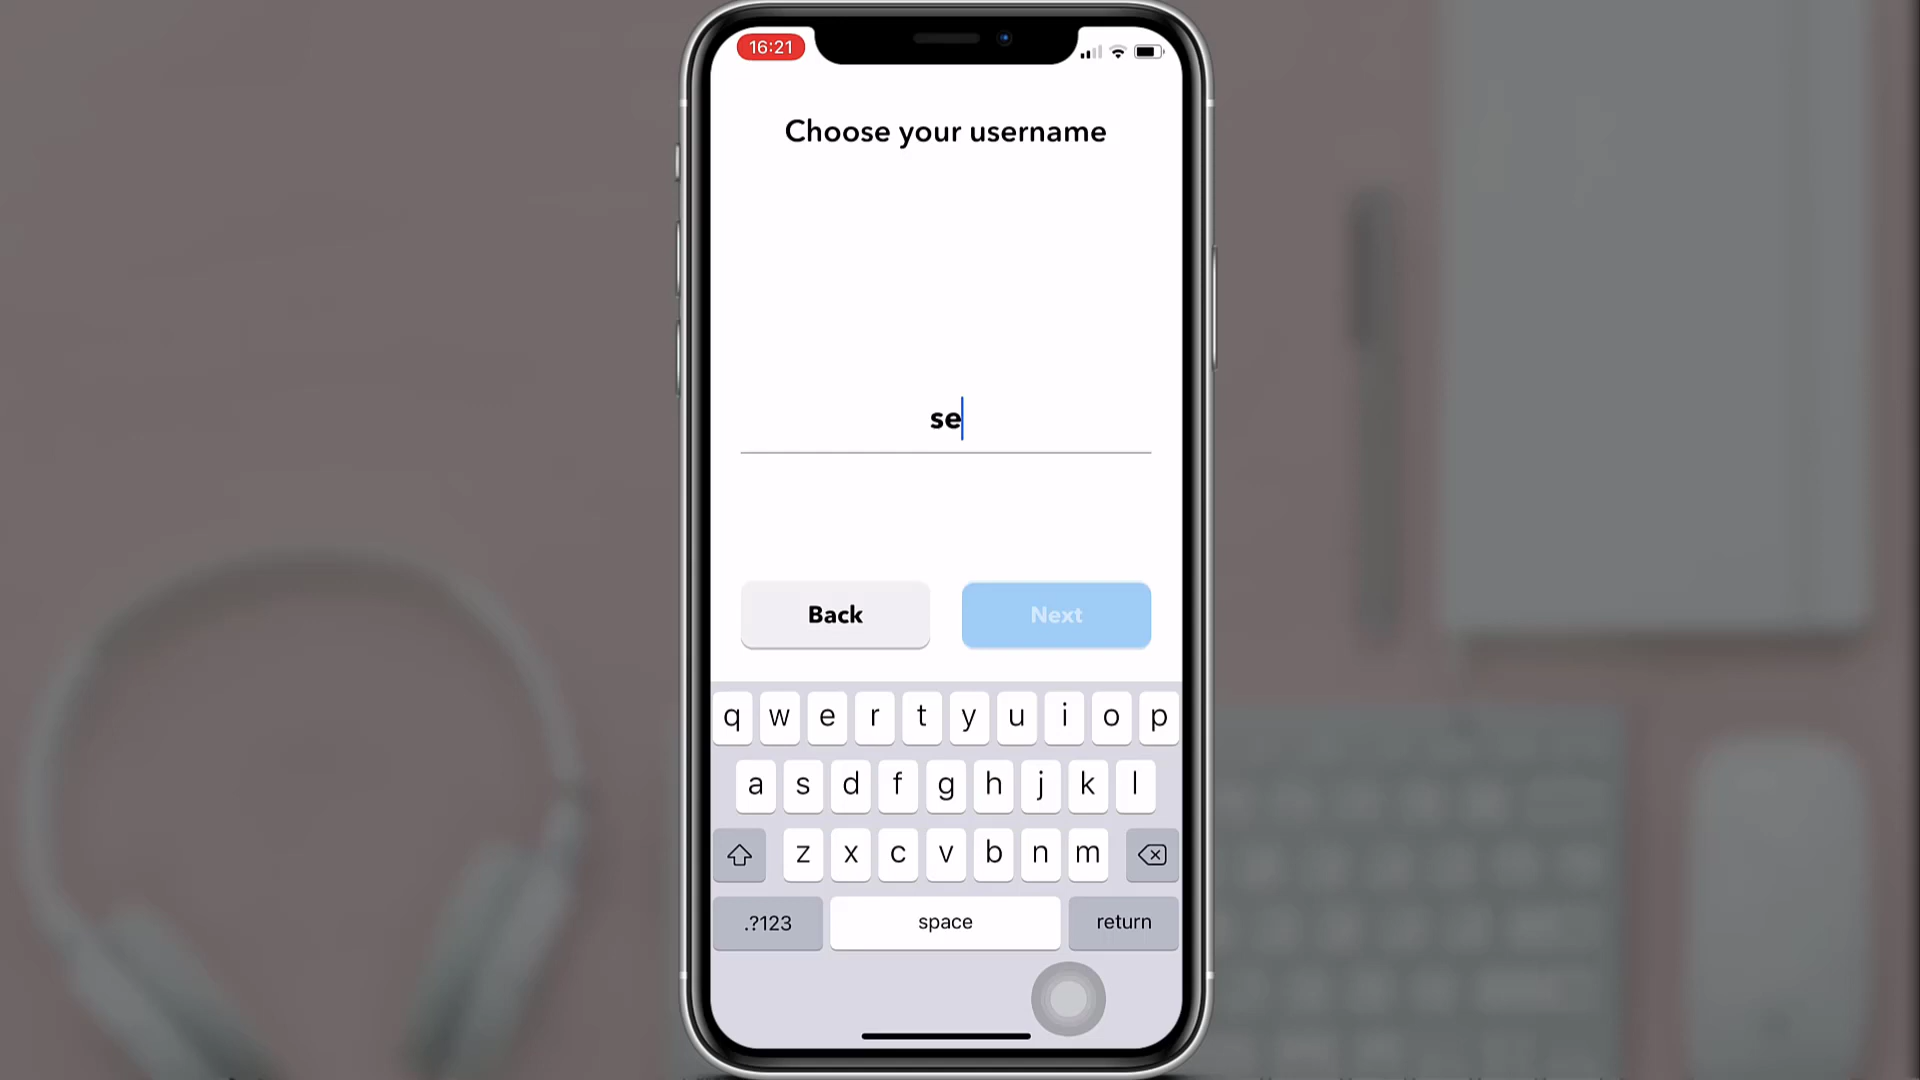 16:21
Choose your username
se
Back Next
q w e r t y u i o p
a s d f g h j k l
z x c v b n m
.?123 space return